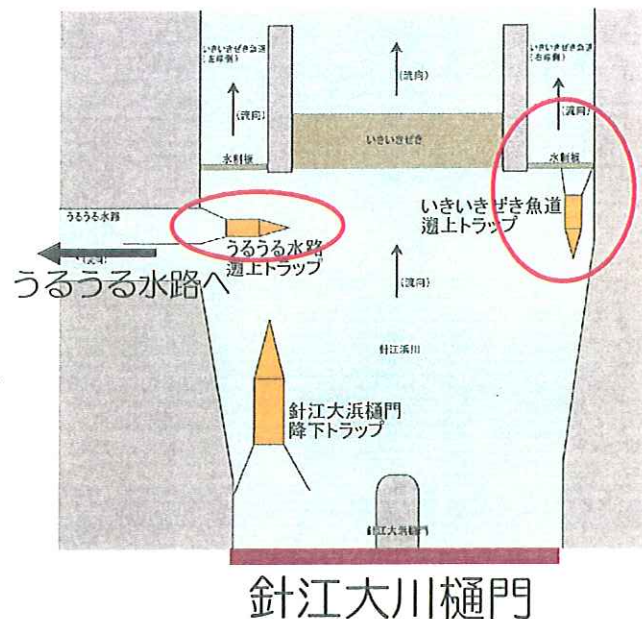 いきいきぜき魚道
(左岸側)
いきいきぜき魚道
(右岸側)
(流向)
(流向)
(流向)
いきいきぜき
水制板
水制板
いきいきぜき魚道
遡上トラップ
うるうる水路
うるうる水路
遡上トラップ
(流向)
うるうる水路へ
(流向)
針江浜川
針江大浜樋門
降下トラップ
針江大浜樋門
針江大川樋門